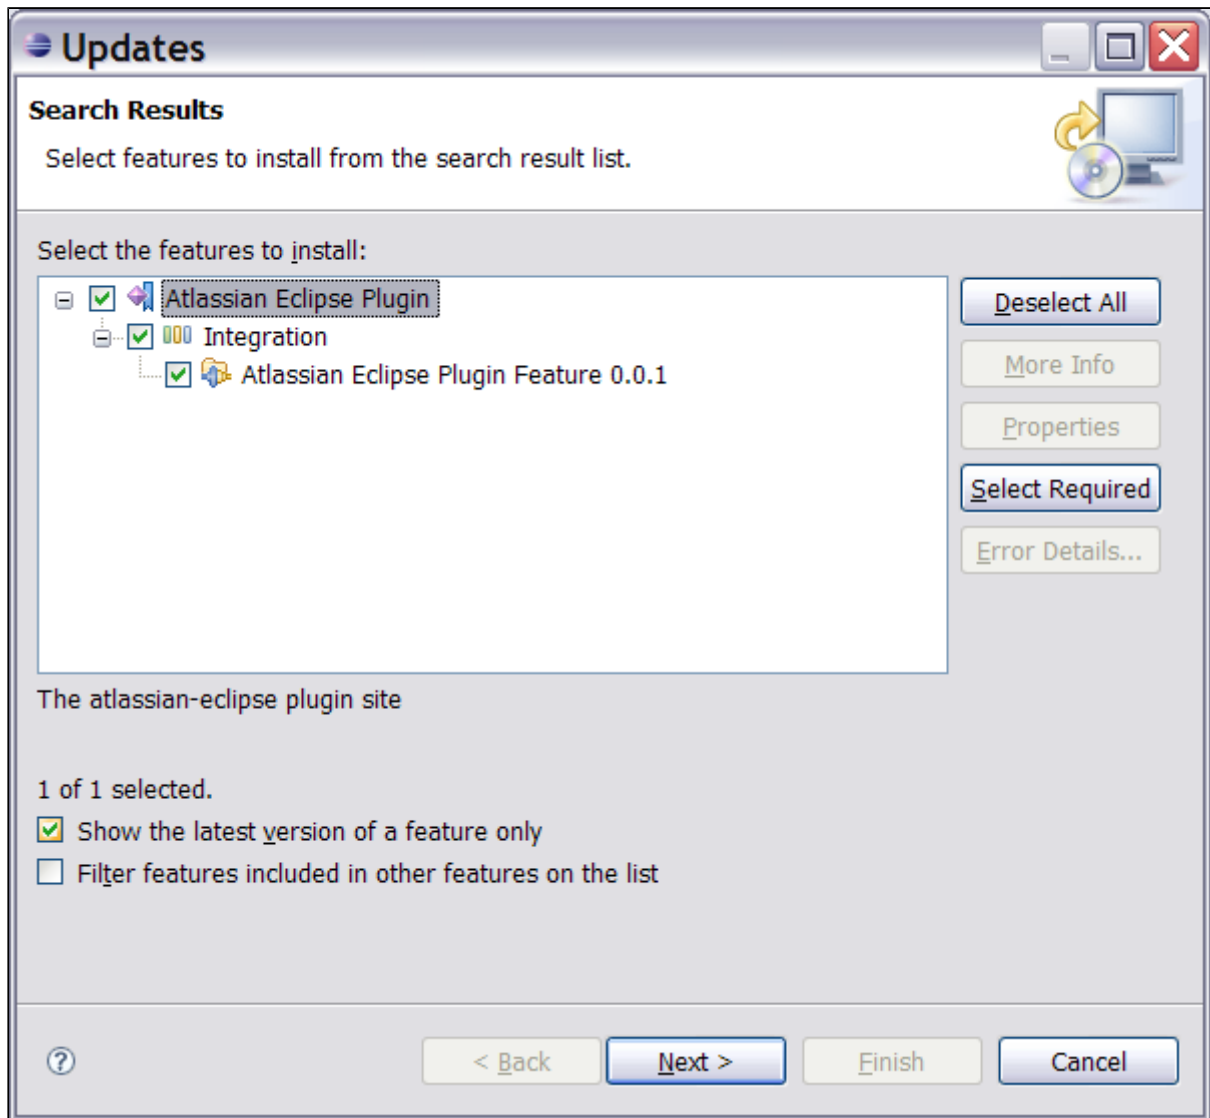 Updates
Search Results
Select features to install from the search result list.
Select the features to install:
Atlassian Eclipse Plugin
Integration
Atlassian Eclipse Plugin Feature 0.0.1
Deselect All
More Info
Properties
Select Required
Error Details...
The atlassian-eclipse plugin site
1 of 1 selected.
Show the latest version of a feature only
Filter features included in other features on the list
? < Back Next > Finish Cancel